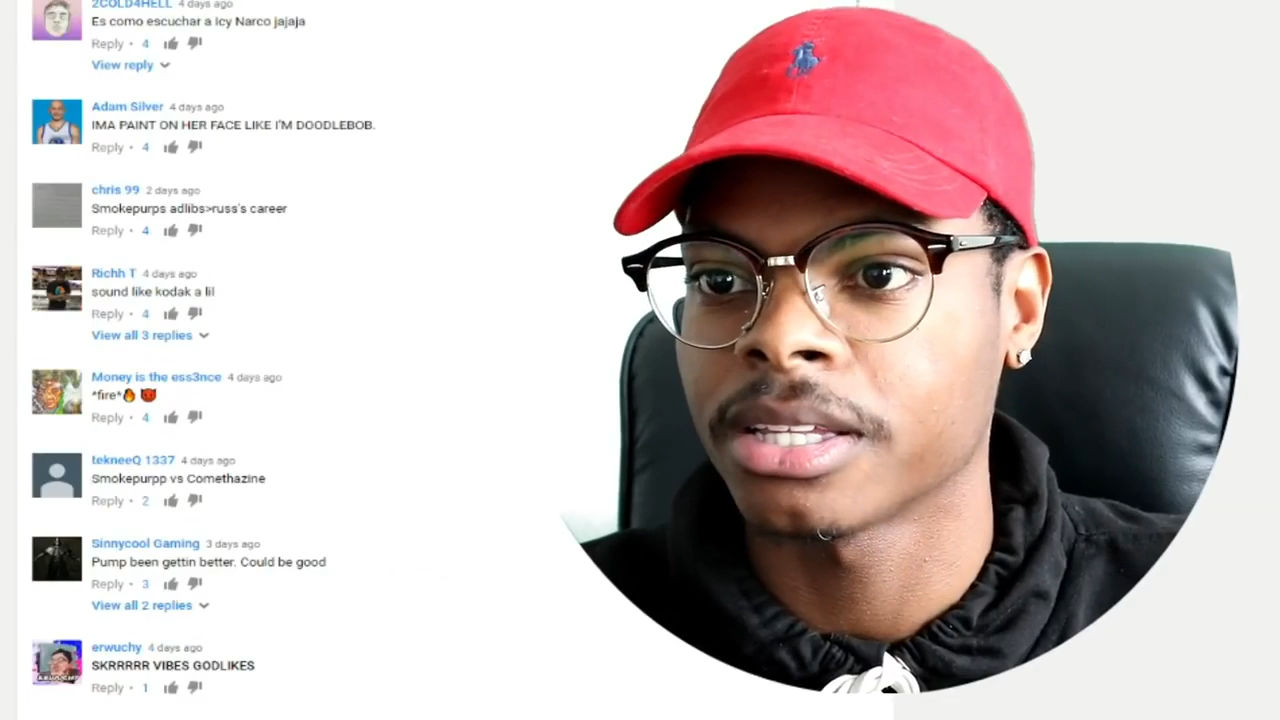 2COLD4HELL 4 days ago
Es como escuchar a Icy Narco jajaja
Reply • 4
View reply
Adam Silver 4 days ago
IMA PAINT ON HER FACE LIKE I'M DOODLEBOB.
Reply • 4
chris 99 2 days ago
Smokepurps adlibs>russ's career
Reply • 4
Richh T 4 days ago
sound like kodak a lil
Reply • 4
View all 3 replies
Money is the ess3nce 4 days ago
*fire*🔥 😈
Reply • 4
tekneeQ 1337 4 days ago
Smokepurpp vs Comethazine
Reply • 2
Sinnycool Gaming 3 days ago
Pump been gettin better. Could be good
Reply • 3
View all 2 replies
erwuchy 4 days ago
SKRRRRR VIBES GODLIKES
Reply • 1